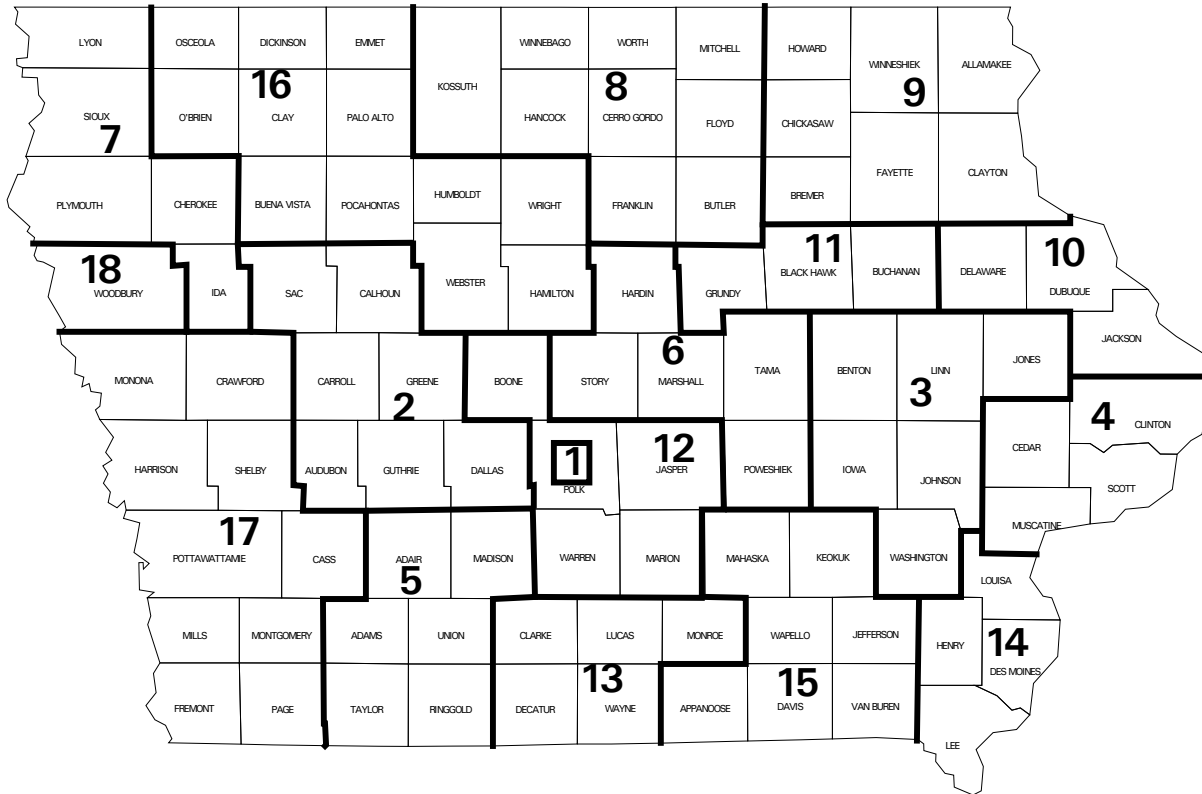 LYON
OSCEOLA
DICKINSON
EMMET
KOSSUTH
WINNEBAGO
WORTH
MITCHELL
HOWARD
WINNESHIEK
ALLAMAKEE
16
8
9
SIOUX
7
O'BRIEN
CLAY
PALO ALTO
HANCOCK
CERRO GORDO
FLOYD
CHICKASAW
FAYETTE
CLAYTON
PLYMOUTH
CHEROKEE
BUENA VISTA
POCAHONTAS
HUMBOLDT
WRIGHT
FRANKLIN
BUTLER
BREMER
18
WOODBURY
IDA
SAC
CALHOUN
WEBSTER
HAMILTON
HARDIN
GRUNDY
11
BLACK HAWK
BUCHANAN
DELAWARE
10
DUBUQUE
JACKSON
MONONA
CRAWFORD
CARROLL
GREENE
2
BOONE
STORY
6
MARSHALL
TAMA
BENTON
LINN
3
JONES
4
CLINTON
HARRISON
SHELBY
AUDUBON
GUTHRIE
DALLAS
1
POLK
12
JASPER
POWESHIEK
IOWA
JOHNSON
CEDAR
SCOTT
MUSCATINE
17
POTTAWATTAMIE
CASS
ADAIR
5
MADISON
WARREN
MARION
MAHASKA
KEOKUK
WASHINGTON
LOUISA
MILLS
MONTGOMERY
ADAMS
UNION
CLARKE
LUCAS
MONROE
WAPELLO
JEFFERSON
HENRY
14
DES MOINES
FREMONT
PAGE
TAYLOR
RINGGOLD
DECATUR
13
WAYNE
APPANOOSE
15
DAVIS
VAN BUREN
LEE